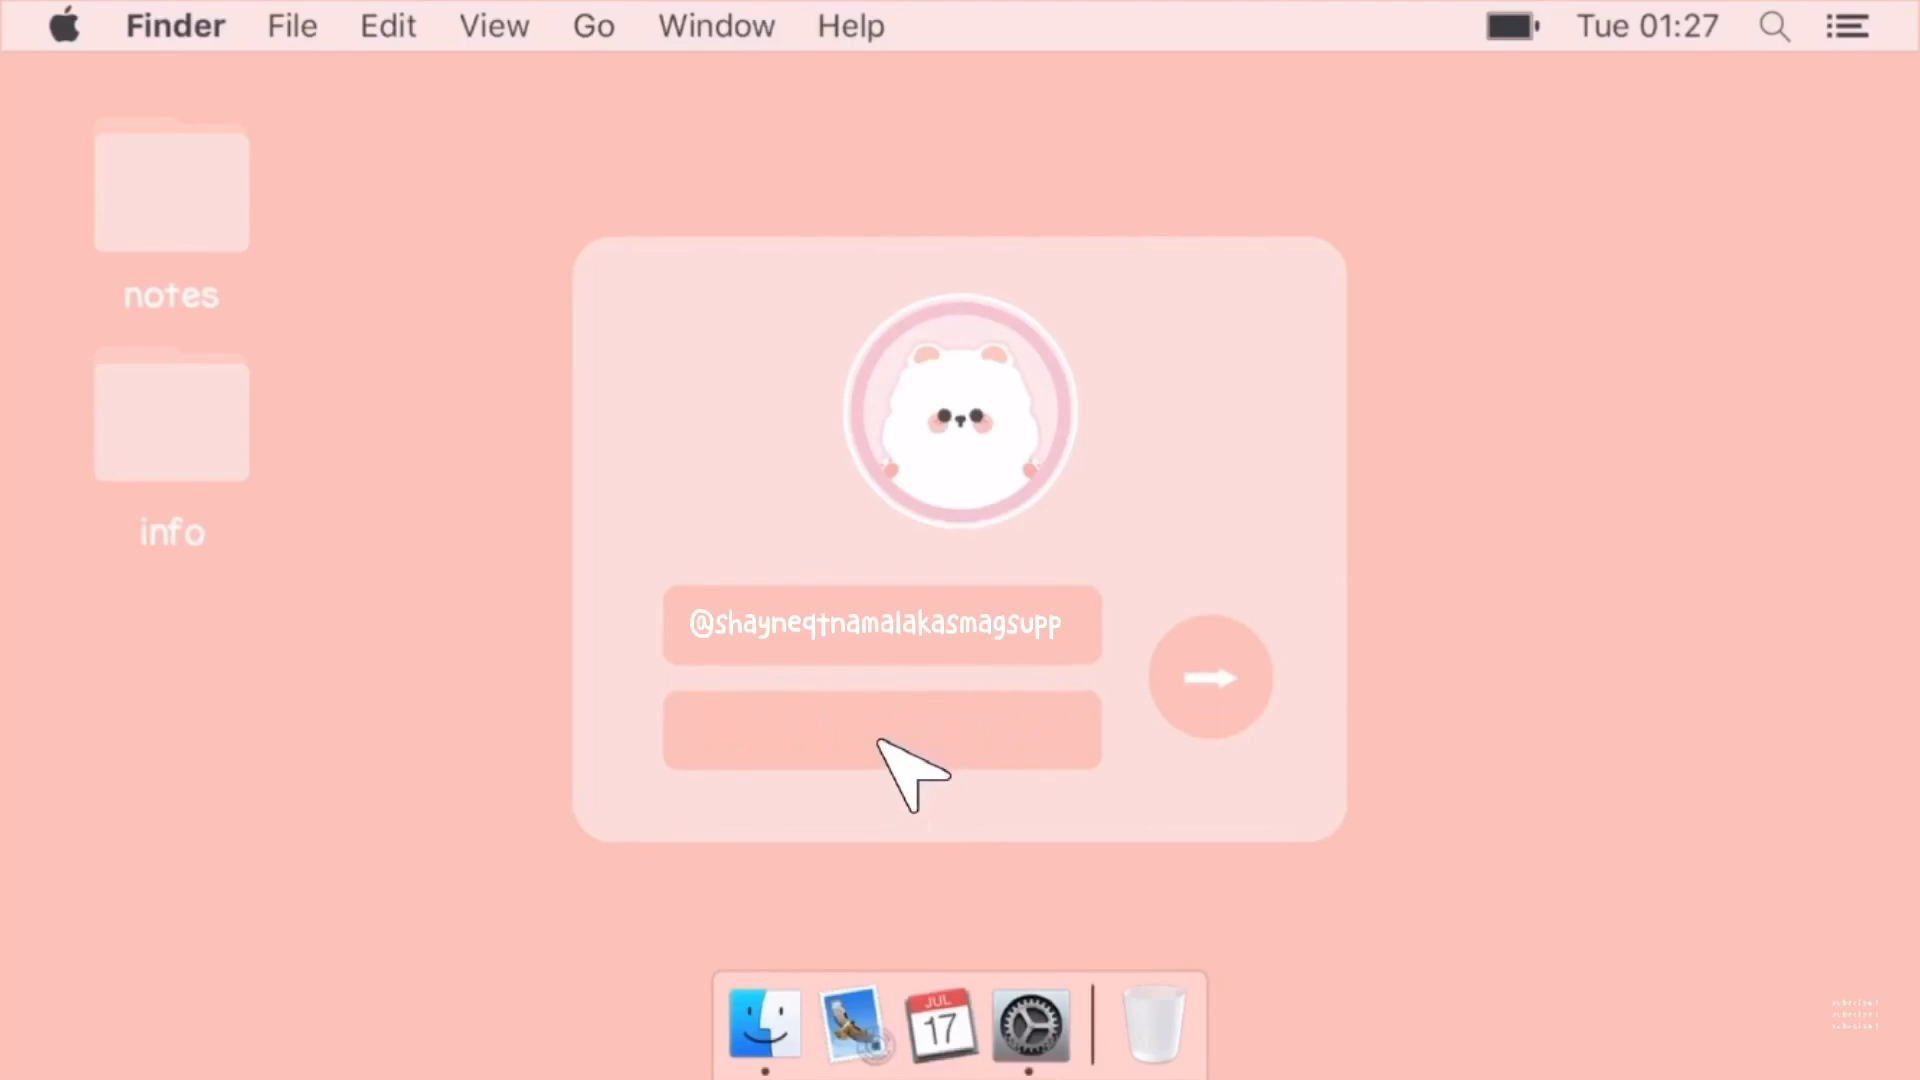 Finder File Edit View Go Window Help Tue 01:27
notes
info
@shayneqtnamalakasmagsupp
JUL
17